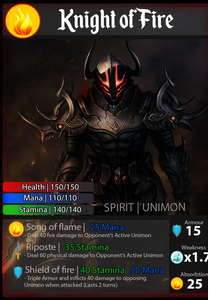 Knight of Fire
Health | 150/150
Mana | 110/110
Stamina | 140/140
SPIRIT | UNIMON
Song of flame | 25 Mana
- Deal 40 fire damage to Opponent's Active Unimon
Armour
15
Riposte | 35 Stamina
- Deal 60 physical damage to Opponent's Active Unimon
Weakness
x1.7
Shield of fire | 40 Stamina 30 Mana
- Triple Armor and inflicts 40 damage to opposing
Unimon when attacked (Lasts 2 turns)
Absorbtion
25